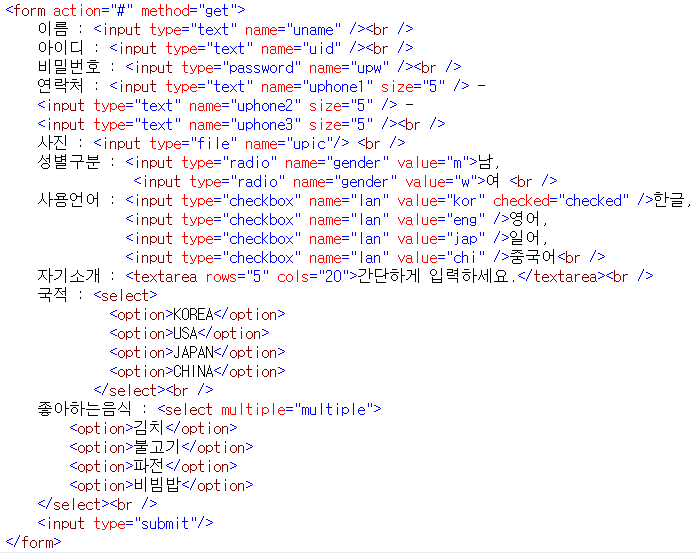 <form action="#" method="get">
이름 : <input type="text" name="uname" /><br />
아이디 : <input type="text" name="uid" /><br />
비밀번호 : <input type="password" name="upw" /><br />
연락처 : <input type="text" name="uphone1" size="5" /> -
<input type="text" name="uphone2" size="5" /> -
<input type="text" name="uphone3" size="5" /><br />
사진 : <input type="file" name="upic"/> <br />
성별구분 : <input type="radio" name="gender" value="m">남,
<input type="radio" name="gender" value="w">여 <br />
사용언어 : <input type="checkbox" name="lan" value="kor" checked="checked" />한글,
<input type="checkbox" name="lan" value="eng" />영어,
<input type="checkbox" name="lan" value="jap" />일어,
<input type="checkbox" name="lan" value="chi" />중국어<br />
자기소개 : <textarea rows="5" cols="20">간단하게 입력하세요.</textarea><br />
국적 : <select>
<option>KOREA</option>
<option>USA</option>
<option>JAPAN</option>
<option>CHINA</option>
</select><br />
좋아하는음식 : <select multiple="multiple">
<option>김치</option>
<option>불고기</option>
<option>파전</option>
<option>비빔밥</option>
</select><br />
<input type="submit"/>
</form>